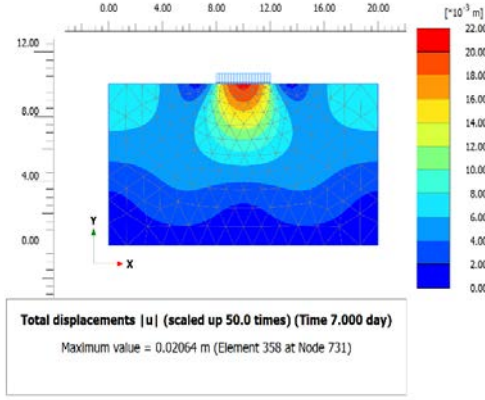 0.00 4.00 8.00 12.00 16.00 20.00
[*10⁻³ m]
12.00
8.00
4.00
0.00
Y
X
22.00
20.00
18.00
16.00
14.00
12.00
10.00
8.00
6.00
4.00
2.00
0.00
Total displacements |u| (scaled up 50.0 times) (Time 7.000 day)
Maximum value = 0.02064 m (Element 358 at Node 731)